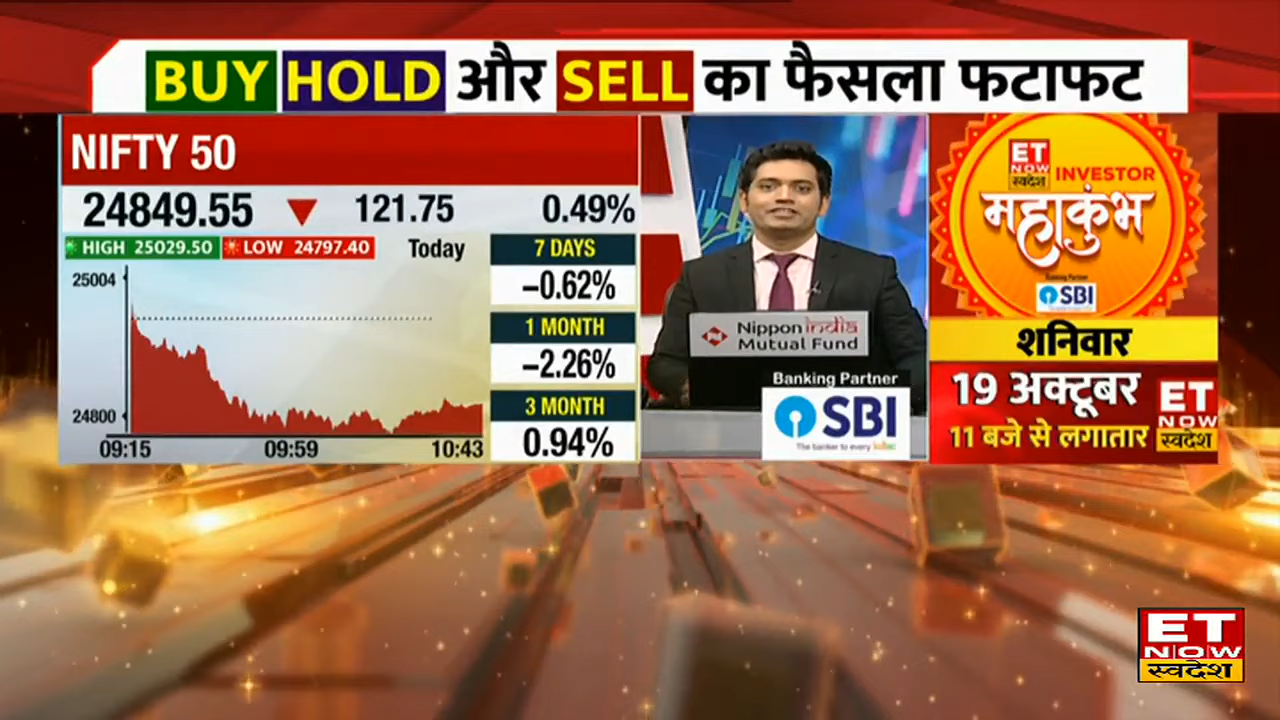 BUY HOLD और SELL का फैसला फटाफट
NIFTY 50
24849.55 ▼ 121.75 0.49%
HIGH 25029.50 LOW 24797.40 Today
25004
24800
09:15 09:59 10:43
7 DAYS
-0.62%
1 MONTH
-2.26%
3 MONTH
0.94%
Nippon india
Mutual Fund
Banking Partner
SBI
The banker to every Indian
ET
NOW
स्वदेश
INVESTOR
महाकुंभ
Banking Partner
SBI
शनिवार
19 अक्टूबर
11 बजे से लगातार
ET
NOW
स्वदेश
ET
NOW
स्वदेश